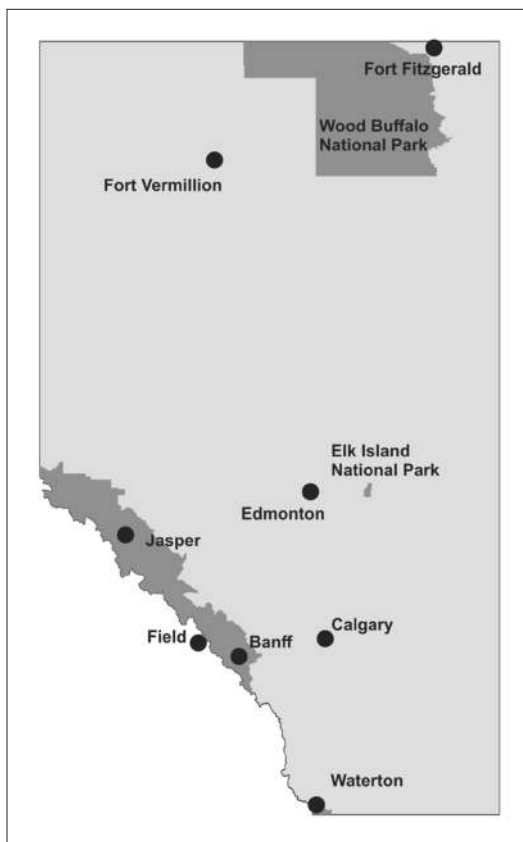 Fort Fitzgerald
Wood Buffalo
National Park
Fort Vermillion
Elk Island
National Park
Edmonton
Jasper
Field
Banff
Calgary
Waterton